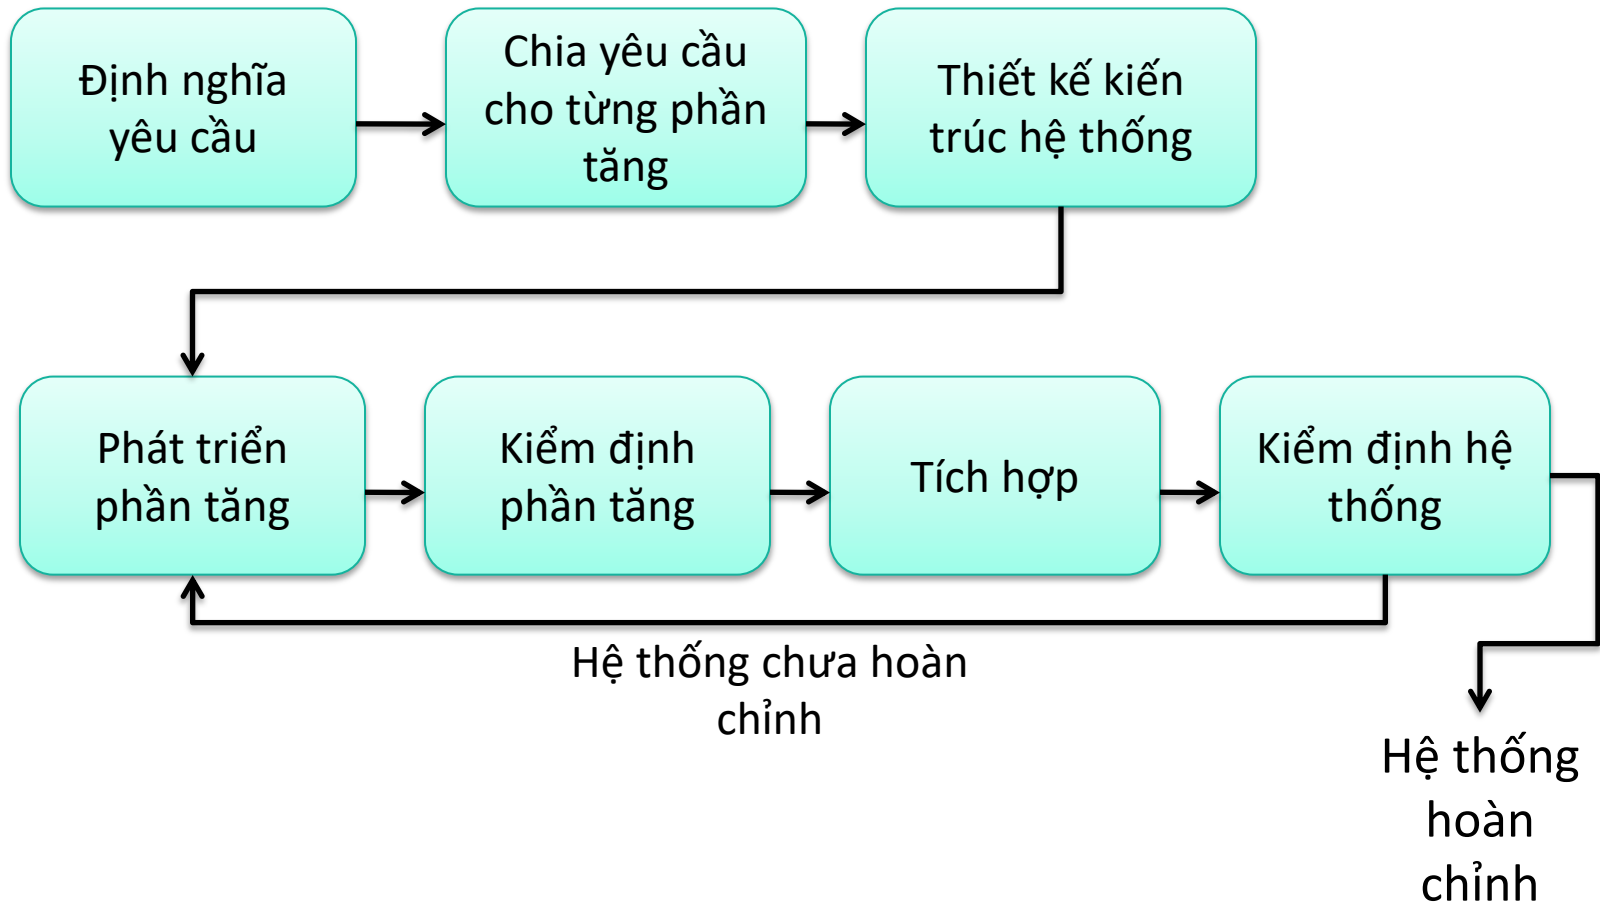 Định nghĩa
yêu cầu
Chia yêu cầu
cho từng phần
tăng
Thiết kế kiến
trúc hệ thống
Phát triển
phần tăng
Kiểm định
phần tăng
Tích hợp
Kiểm định hệ
thống
Hệ thống chưa hoàn
chỉnh
Hệ thống
hoàn
chỉnh